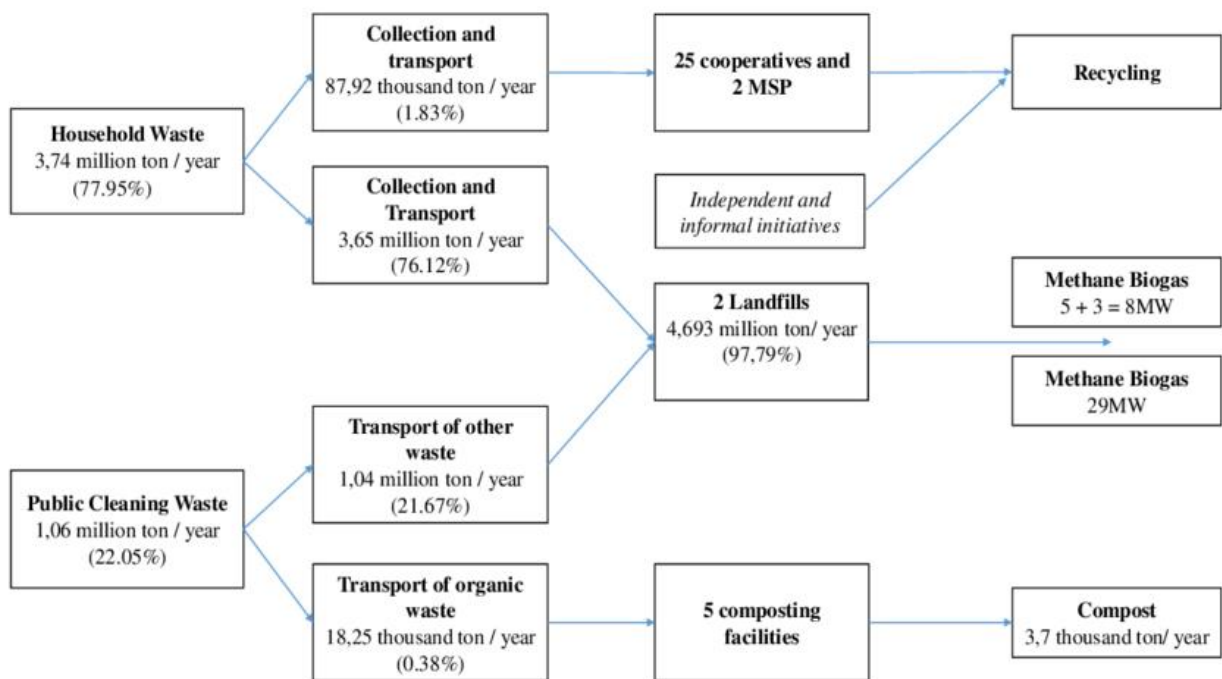 Household Waste
3,74 million ton / year
(77.95%)
Public Cleaning Waste
1,06 million ton / year
(22.05%)
Collection and
transport
87,92 thousand ton / year
(1.83%)
Collection and
Transport
3,65 million ton / year
(76.12%)
Transport of other
waste
1,04 million ton / year
(21.67%)
Transport of organic
waste
18,25 thousand ton / year
(0.38%)
25 cooperatives and
2 MSP
Independent and
informal initiatives
2 Landfills
4,693 million ton/ year
(97,79%)
5 composting
facilities
Recycling
Methane Biogas
5 + 3 = 8MW
Methane Biogas
29MW
Compost
3,7 thousand ton/ year